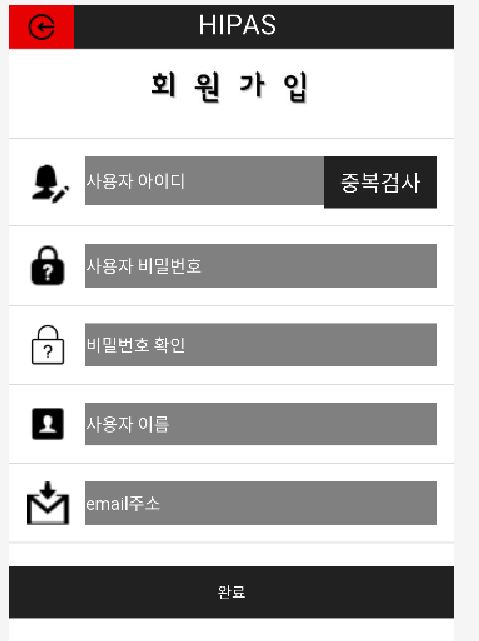 HIPAS
회 원 가 입
사용자 아이디
중복검사
사용자 비밀번호
비밀번호 확인
사용자 이름
email주소
완료